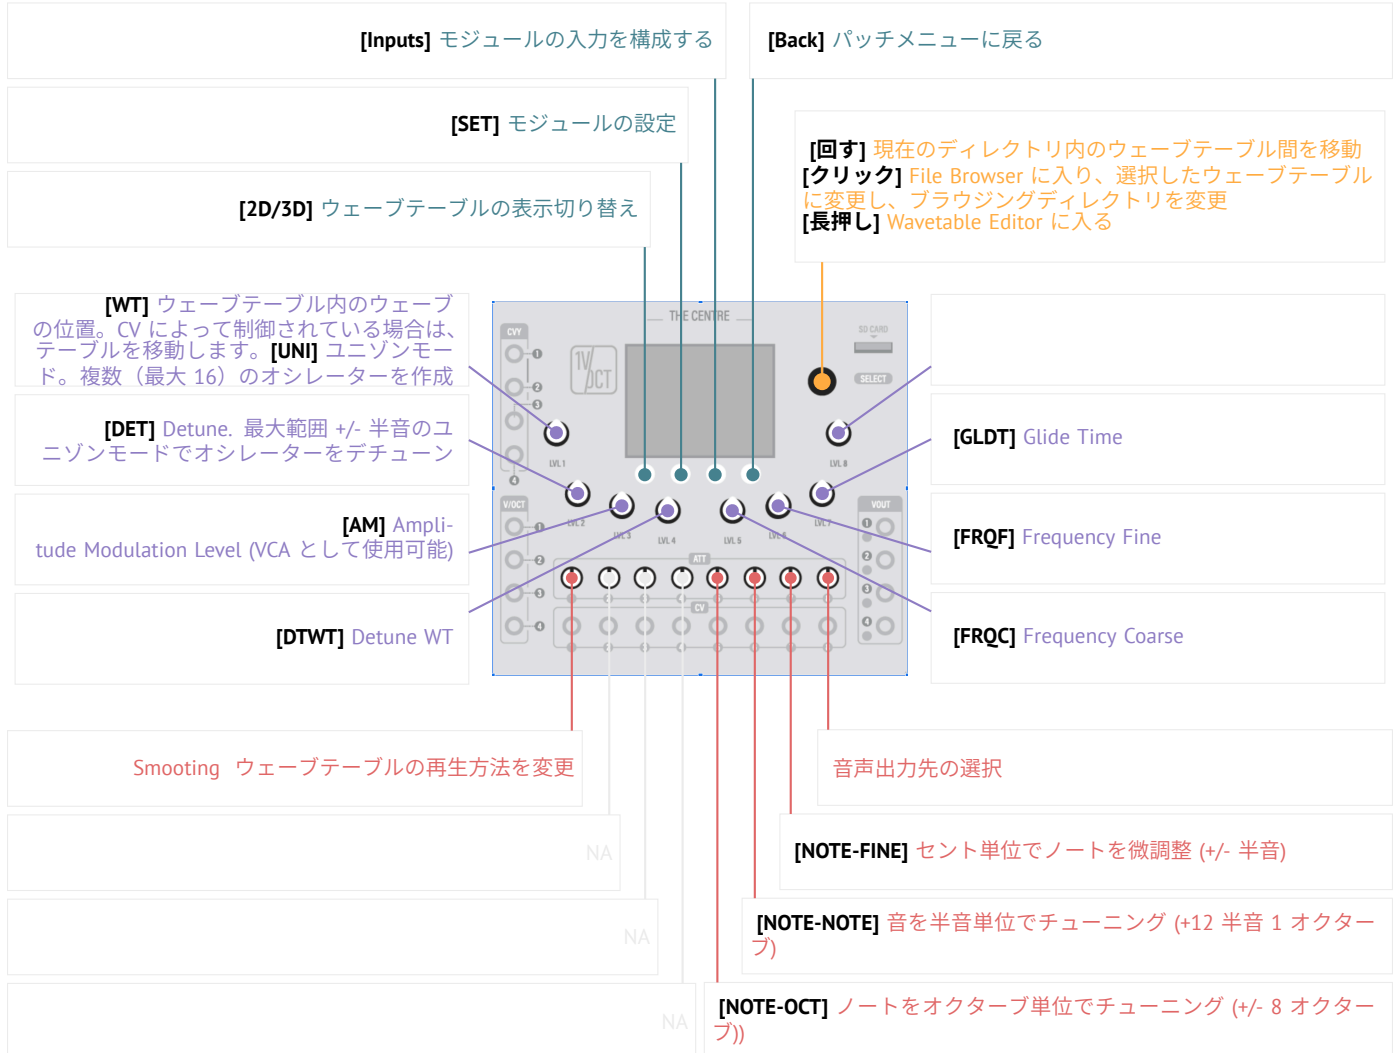 [Inputs] モジュールの入力を構成する
[Back] パッチメニューに戻る
[SET] モジュールの設定
[2D/3D] ウェーブテーブルの表示切り替え
[回す] 現在のディレクトリ内のウェーブテーブル間を移動
[クリック] File Browser に入り、選択したウェーブテーブル
に変更し、ブラウジングディレクトリを変更
[長押し] Wavetable Editor に入る
[WT] ウェーブテーブル内のウェーブ
の位置。CV によって制御されている場合は、
テーブルを移動します。[UNI] ユニゾンモー
ド。複数（最大 16）のオシレーターを作成
[DET] Detune. 最大範囲 +/- 半音のユ
ニゾンモードでオシレーターをデチューン
[AM] Ampli-
tude Modulation Level (VCA として使用可能)
[DTWT] Detune WT
THE CENTRE
CVY
1
2
3
4
1V/OCT
SD CARD
SELECT
LVL 1
LVL 8
LVL 2
LVL 3
LVL 4
LVL 5
LVL 6
LVL 7
V/OCT
1
2
3
4
VOUT
1
2
3
4
ATT
CV
[GLDT] Glide Time
[FRQF] Frequency Fine
[FRQC] Frequency Coarse
Smooting ウェーブテーブルの再生方法を変更
音声出力先の選択
NA
[NOTE-FINE] セント単位でノートを微調整 (+/- 半音)
NA
[NOTE-NOTE] 音を半音単位でチューニング (+12 半音 1 オクター
ブ)
NA
[NOTE-OCT] ノートをオクターブ単位でチューニング (+/- 8 オクター
ブ))